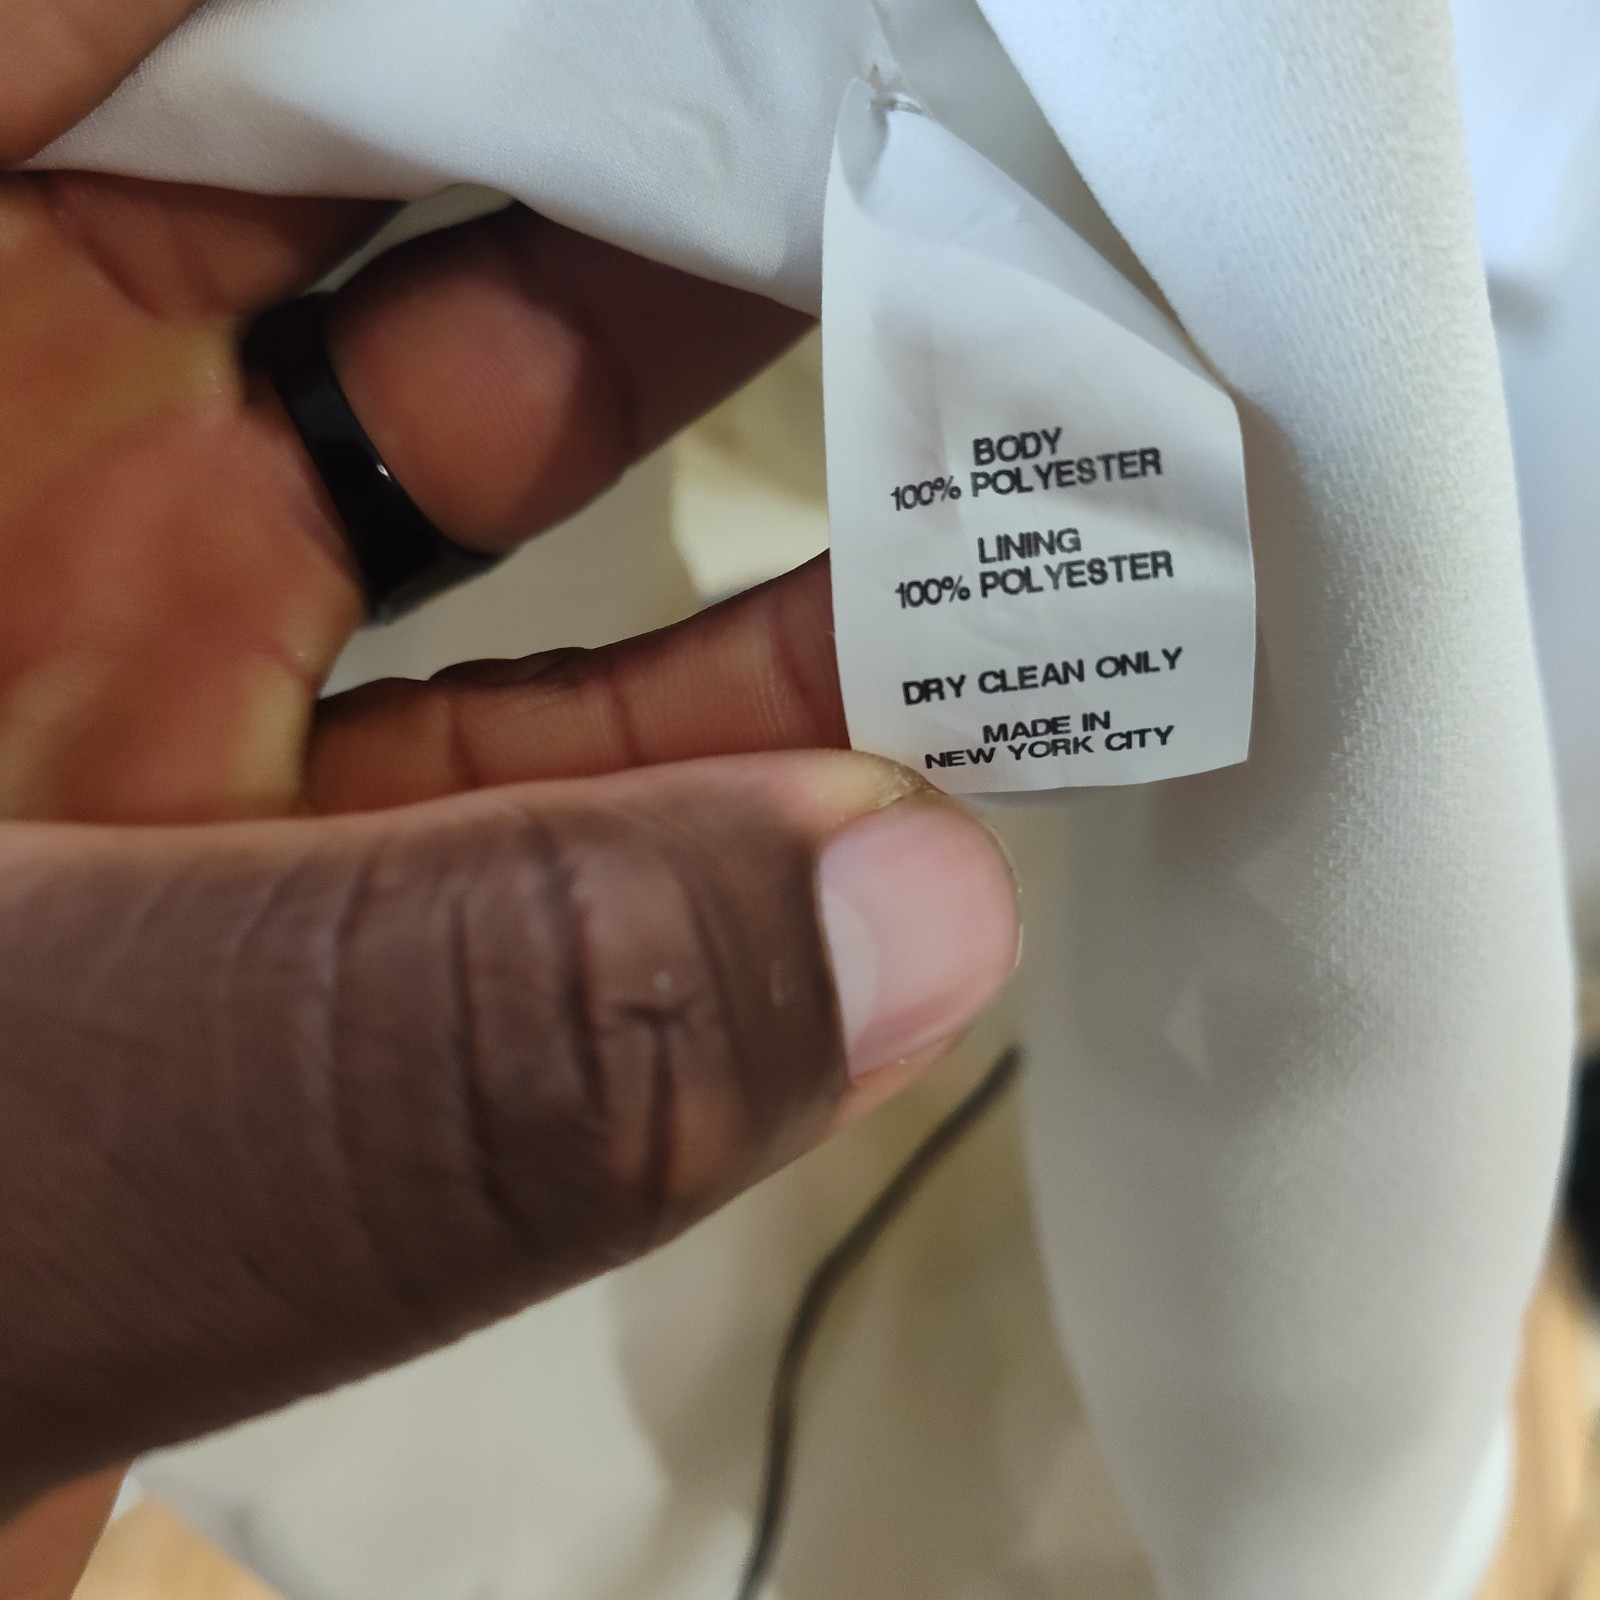 BODY
100% POLYESTER
LINING
100% POLYESTER
DRY CLEAN ONLY
MADE IN
NEW YORK CITY